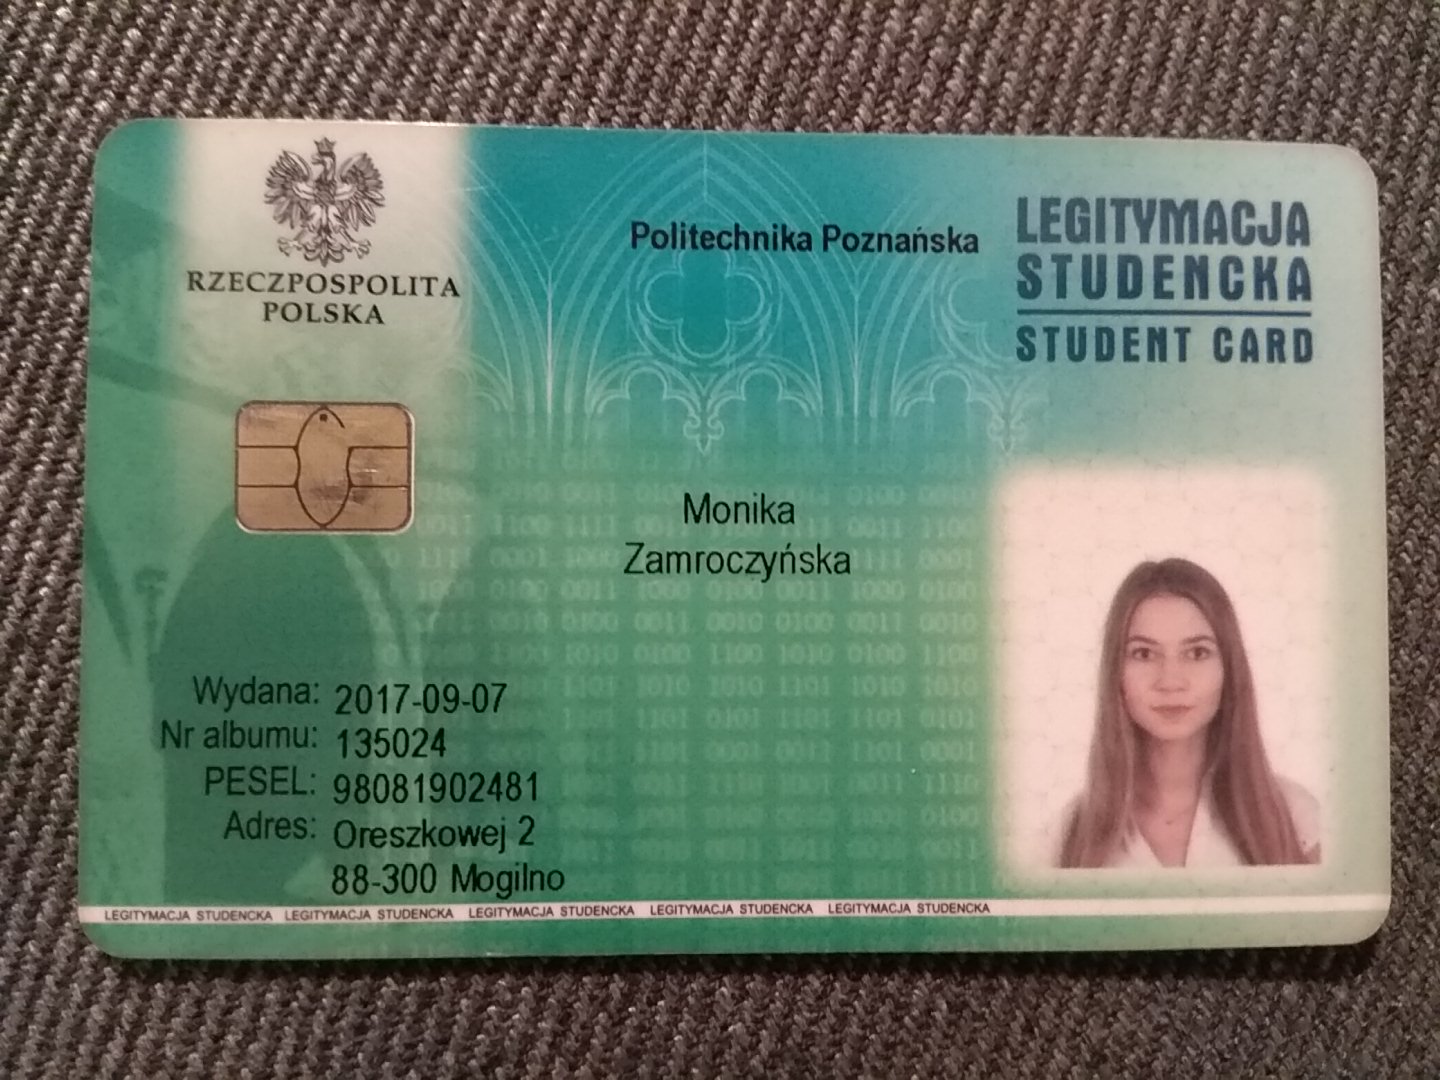 RZECZPOSPOLITA
POLSKA
Politechnika Poznańska
LEGITYMACJA
STUDENCKA
STUDENT CARD
Monika
Zamroczyńska
Wydana: 2017-09-07
Nr albumu: 135024
PESEL: 98081902481
Adres: Oreszkowej 2
88-300 Mogilno
LEGITYMACJA STUDENCKA LEGITYMACJA STUDENCKA LEGITYMACJA STUDENCKA LEGITYMACJA STUDENCKA LEGITYMACJA STUDENCKA